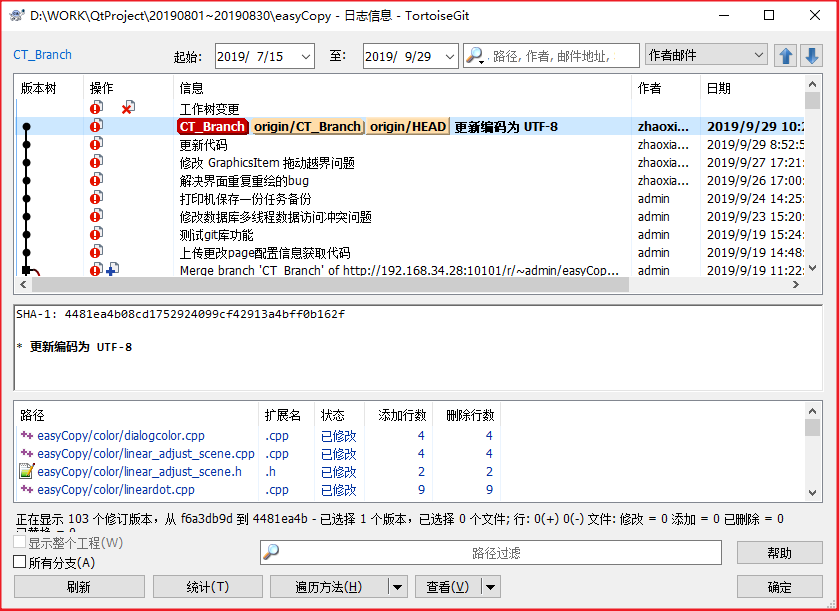 D:\WORK\QtProject\20190801~20190830\easyCopy - 日志信息 - TortoiseGit
CT_Branch 起始: 2019/ 7/15 至: 2019/ 9/29 路径, 作者, 邮件地址, 作者邮件
版本树 操作 信息 作者 日期
工作树变更
CT_Branch origin/CT_Branch origin/HEAD 更新编码为 UTF-8 zhaoxi... 2019/9/29 10:2
更新代码 zhaoxia... 2019/9/29 8:52:5
修改 GraphicsItem 拖动越界问题 zhaoxia... 2019/9/27 17:21:
解决界面重复重绘的bug zhaoxia... 2019/9/26 17:00:
打印机保存一份任务备份 admin 2019/9/24 14:25:
修改数据库多线程数据访问冲突问题 admin 2019/9/23 15:20:
测试git库功能 admin 2019/9/19 15:24:
上传更改page配置信息获取代码 admin 2019/9/19 14:48:
Merge branch 'CT_Branch' of http://192.168.34.28:10101/r/~admin/easyCop... admin 2019/9/19 11:22:
SHA-1: 4481ea4b08cd1752924099cf42913a4bff0b162f
* 更新编码为 UTF-8
路径 扩展名 状态 添加行数 删除行数
easyCopy/color/dialogcolor.cpp .cpp 已修改 4 4
easyCopy/color/linear_adjust_scene.cpp .cpp 已修改 4 4
easyCopy/color/linear_adjust_scene.h .h 已修改 2 2
easyCopy/color/lineardot.cpp .cpp 已修改 9 9
正在显示 103 个修订版本，从 f6a3db9d 到 4481ea4b - 已选择 1 个版本，已选择 0 个文件; 行: 0(+) 0(-) 文件: 修改 = 0 添加 = 0 已删除 = 0
已替换 = 0
显示整个工程(W)
路径过滤 帮助
所有分支(A)
刷新 统计(T) 遍历方法(H) 查看(V) 确定